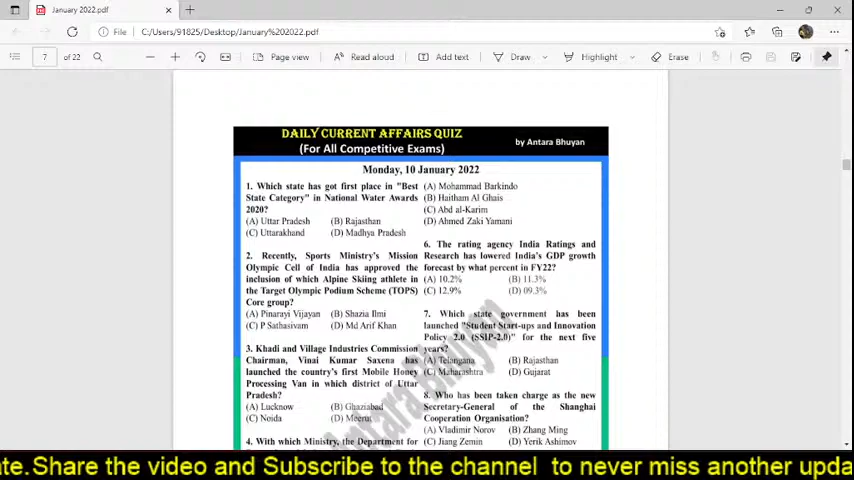 January 2022.pdf
File
C:/Users/91825/Desktop/January%202022.pdf
7 of 22
Page view
Read aloud
Add text
Draw
Highlight
Erase
DAILY CURRENT AFFAIRS QUIZ
(For All Competitive Exams)
by Antara Bhuyan
Monday, 10 January 2022
1. Which state has got first place in "Best
State Category" in National Water Awards
2020?
(A) Uttar Pradesh (B) Rajasthan
(C) Uttarakhand (D) Madhya Pradesh
2. Recently, Sports Ministry's Mission
Olympic Cell of India has approved the
inclusion of which Alpine Skiing athlete in
the Target Olympic Podium Scheme (TOPS)
Core group?
(A) Pinarayi Vijayan (B) Shazia Ilmi
(C) P Sathasivam (D) Md Arif Khan
3. Khadi and Village Industries Commission
Chairman, Vinai Kumar Saxena has
launched the country's first Mobile Honey
Processing Van in which district of Uttar
Pradesh?
(A) Lucknow (B) Ghaziabad
(C) Noida (D) Meerut
4. With which Ministry, the Department for
(A) Mohammad Barkindo
(B) Haitham Al Ghais
(C) Abd al-Karim
(D) Ahmed Zaki Yamani
6. The rating agency India Ratings and
Research has lowered India's GDP growth
forecast by what percent in FY22?
(A) 10.2% (B) 11.3%
(C) 12.9% (D) 09.3%
7. Which state government has been
launched "Student Start-ups and Innovation
Policy 2.0 (SSIP-2.0)" for the next five
years?
(A) Telangana (B) Rajasthan
(C) Maharashtra (D) Gujarat
8. Who has been taken charge as the new
Secretary-General of the Shanghai
Cooperation Organisation?
(A) Vladimir Norov (B) Zhang Ming
(C) Jiang Zemin (D) Yerik Ashimov
Antara Bhuyan
ate.Share the video and Subscribe to the channel to never miss another upda